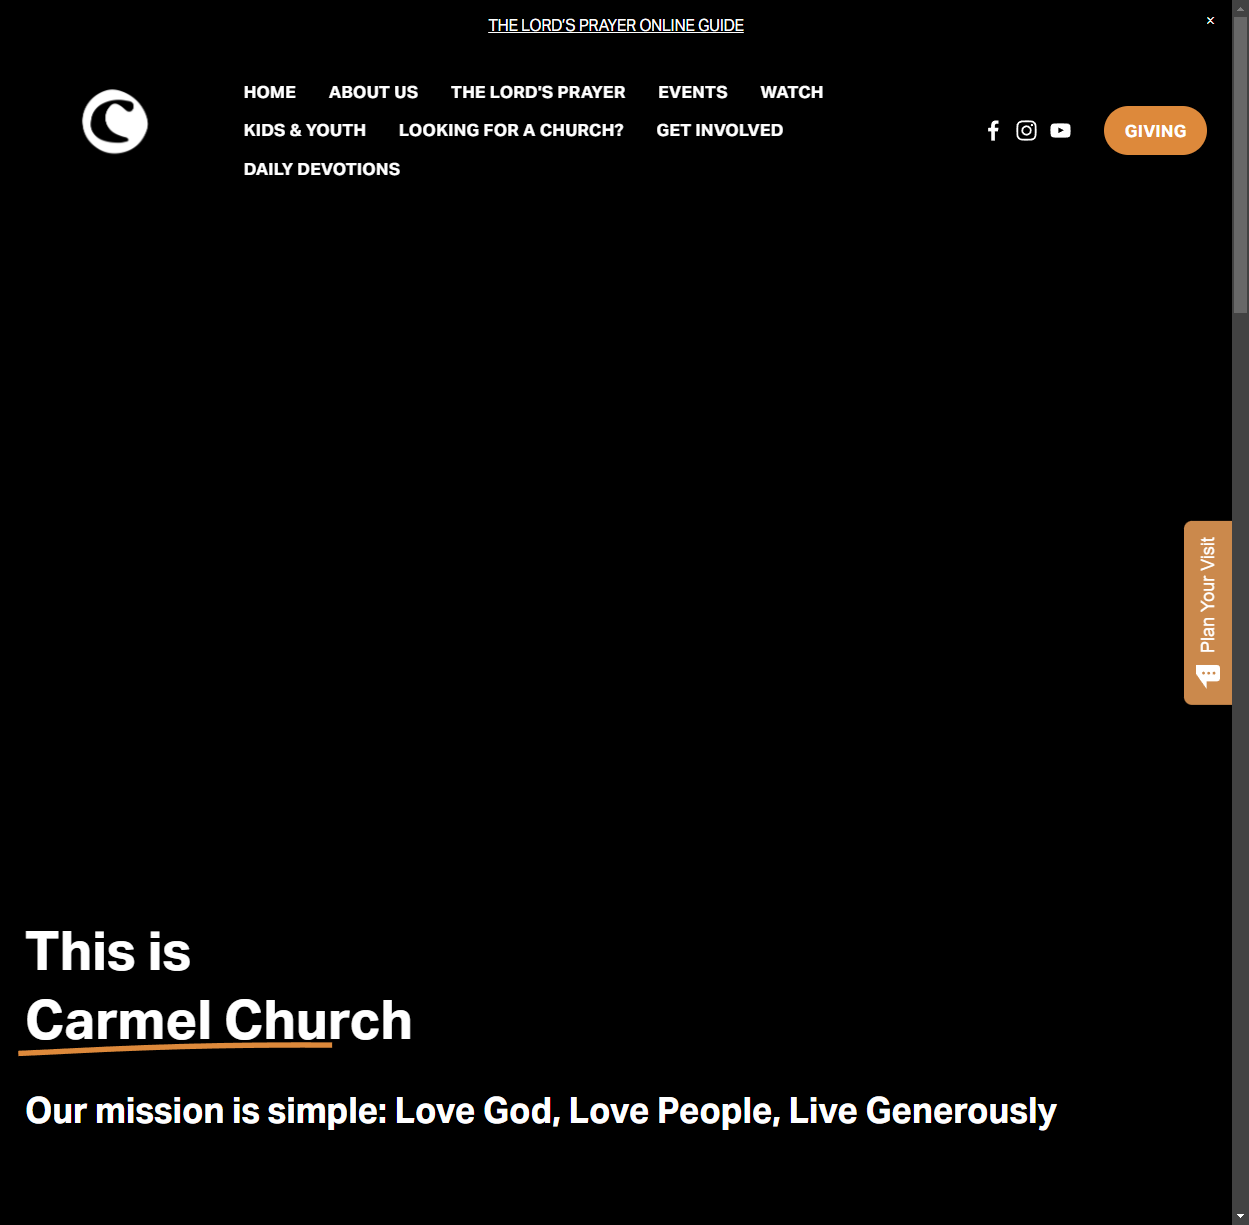 THE LORD'S PRAYER ONLINE GUIDE
×
HOME ABOUT US THE LORD'S PRAYER EVENTS WATCH
KIDS & YOUTH LOOKING FOR A CHURCH? GET INVOLVED
DAILY DEVOTIONS
GIVING
Plan Your Visit
This is
Carmel Church
Our mission is simple: Love God, Love People, Live Generously